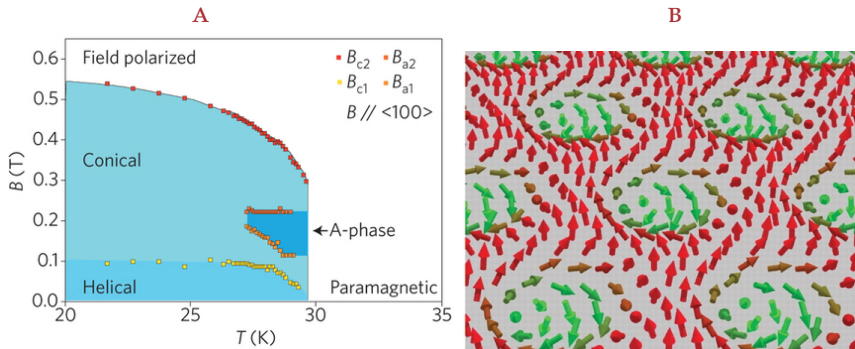 A
B
0.6
0.5
0.4
0.3
0.2
0.1
0.0
B (T)
Field polarized
Conical
Helical
Bc2
Ba2
Bc1
Ba1
B // <100>
A-phase
Paramagnetic
20
25
30
35
T (K)